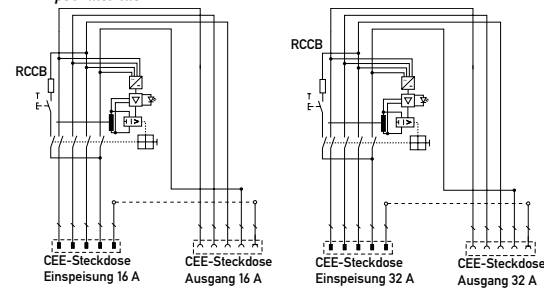 RCCB
T
E
CEE-Steckdose
Einspeisung 16 A
CEE-Steckdose
Ausgang 16 A
RCCB
T
E
CEE-Steckdose
Einspeisung 32 A
CEE-Steckdose
Ausgang 32 A